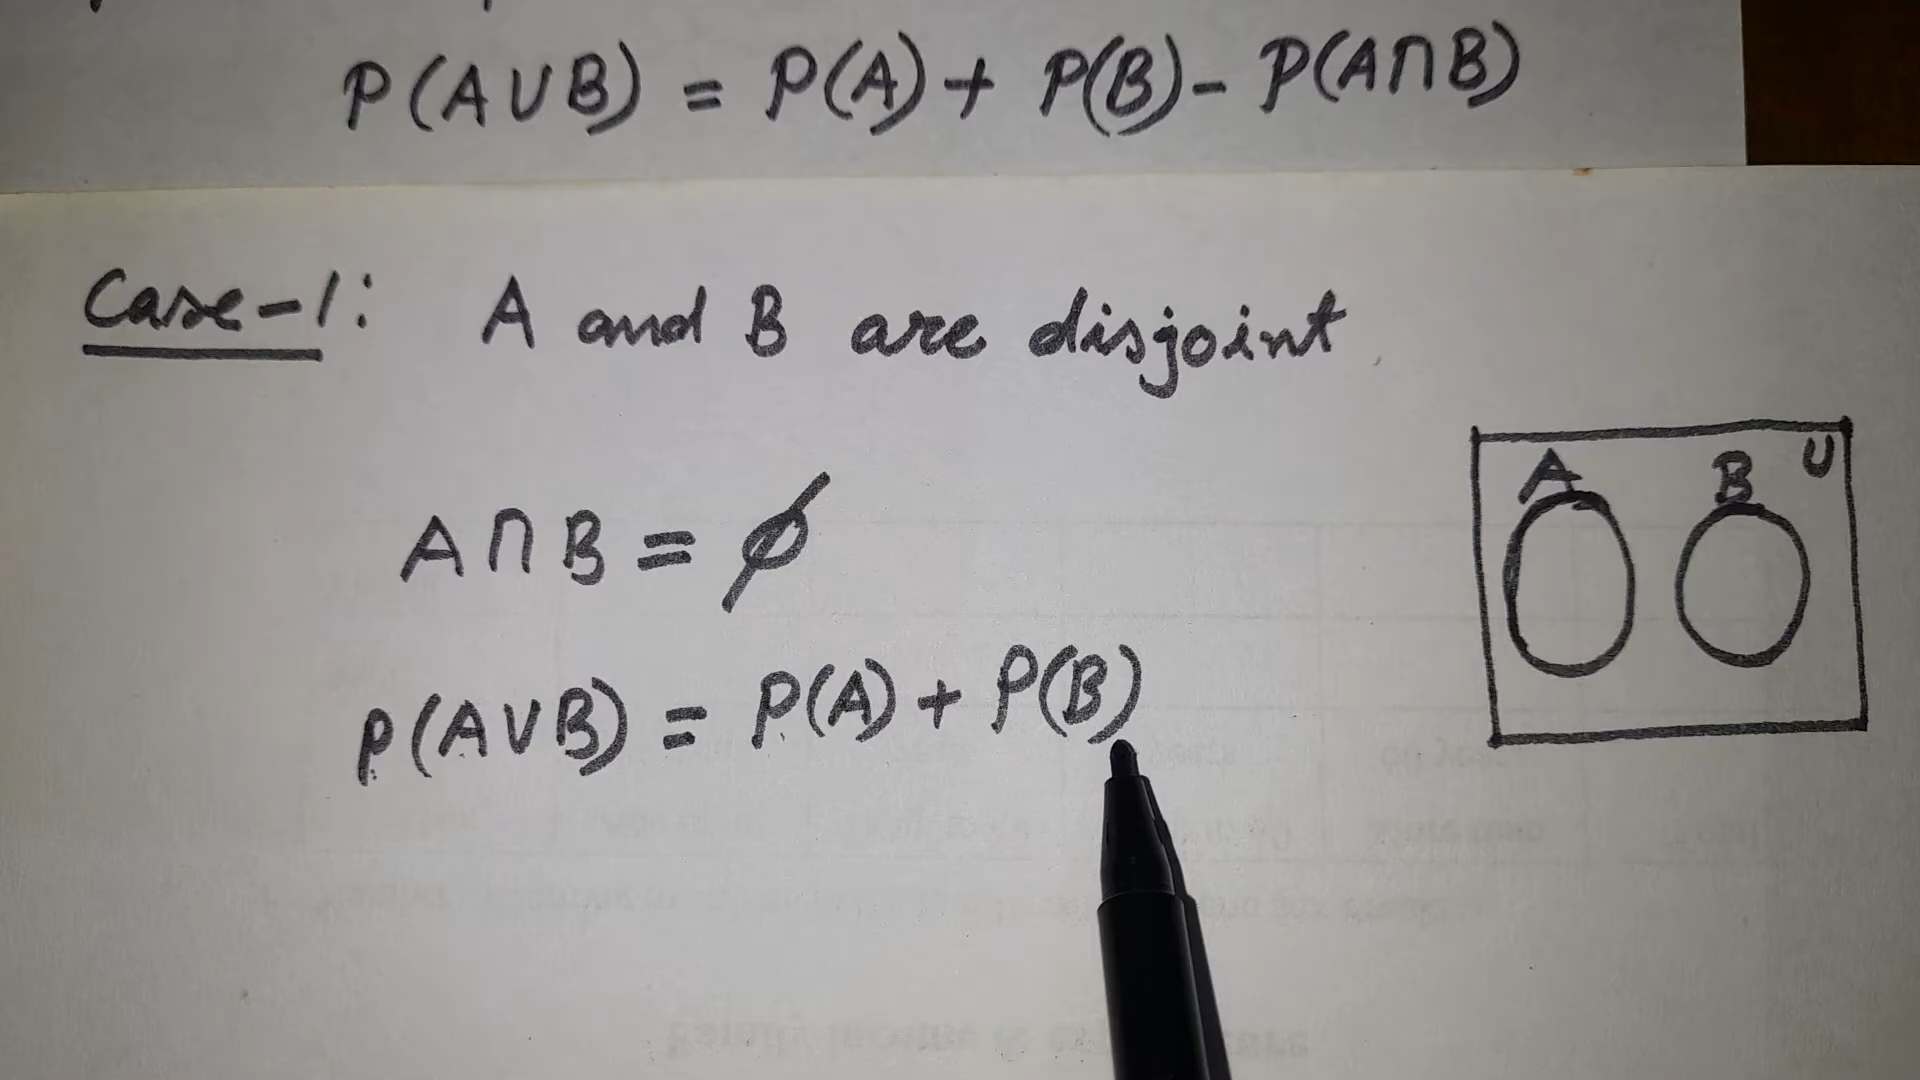 P(A∪B) = P(A) + P(B) - P(A∩B)
Case-1: A and B are disjoint
A B U
A∩B = ϕ
P(A∪B) = P(A) + P(B)